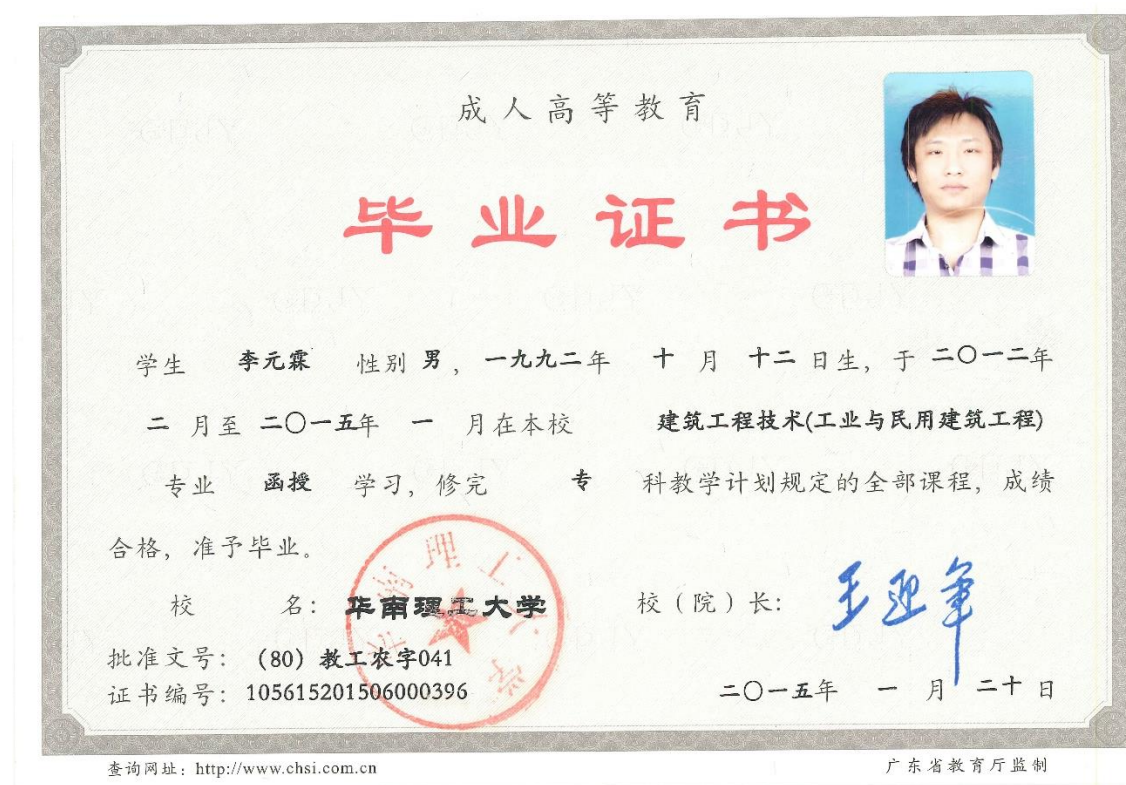 成人高等教育
毕业证书
学生 李元霖 性别 男，一九九二年 十 月 十二 日生，于 二〇一二年
二 月至 二〇一五年 一 月在本校 建筑工程技术(工业与民用建筑工程)
专业 函授 学习，修完 专 科教学计划规定的全部课程，成绩
合格，准予毕业。
校 名：华南理工大学 校（院）长：王迎军
华南理工大学
批准文号：（80）教工农字041
证书编号：105615201506000396 二〇一五年 一 月 二十 日
查询网址：http://www.chsi.com.cn 广东省教育厅监制